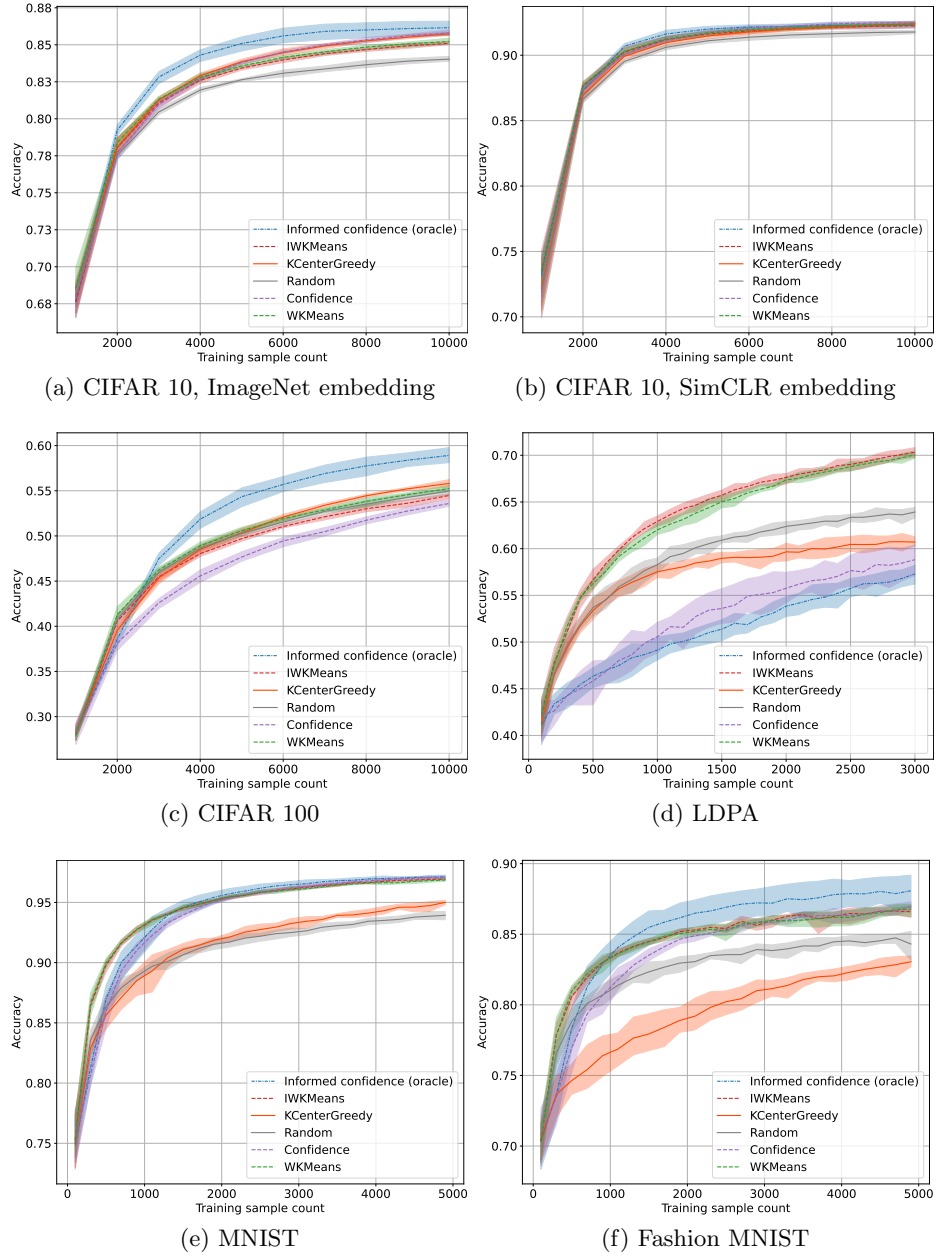 0.88
0.85
0.83
0.80
0.78
0.75
0.73
0.70
0.68
Accuracy
2000 4000 6000 8000 10000
Training sample count
Informed confidence (oracle)
IWKMeans
KCenterGreedy
Random
Confidence
WKMeans
(a) CIFAR 10, ImageNet embedding
0.90
0.85
0.80
0.75
0.70
Accuracy
2000 4000 6000 8000 10000
Training sample count
Informed confidence (oracle)
IWKMeans
KCenterGreedy
Random
Confidence
WKMeans
(b) CIFAR 10, SimCLR embedding
0.60
0.55
0.50
0.45
0.40
0.35
0.30
Accuracy
2000 4000 6000 8000 10000
Training sample count
Informed confidence (oracle)
IWKMeans
KCenterGreedy
Random
Confidence
WKMeans
(c) CIFAR 100
0.70
0.65
0.60
0.55
0.50
0.45
0.40
Accuracy
0 500 1000 1500 2000 2500 3000
Training sample count
Informed confidence (oracle)
IWKMeans
KCenterGreedy
Random
Confidence
WKMeans
(d) LDPA
0.95
0.90
0.85
0.80
0.75
Accuracy
0 1000 2000 3000 4000 5000
Training sample count
Informed confidence (oracle)
IWKMeans
KCenterGreedy
Random
Confidence
WKMeans
(e) MNIST
0.90
0.85
0.80
0.75
0.70
Accuracy
0 1000 2000 3000 4000 5000
Training sample count
Informed confidence (oracle)
IWKMeans
KCenterGreedy
Random
Confidence
WKMeans
(f) Fashion MNIST